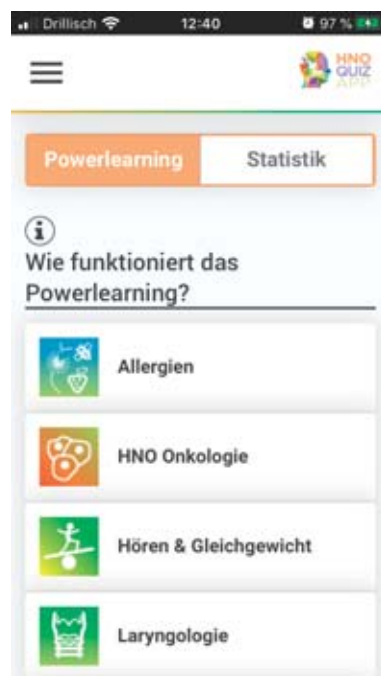 Drillisch 12:40 97 %
HNO
QUIZ
APP
Powerlearning Statistik
i
Wie funktioniert das
Powerlearning?
Allergien
HNO Onkologie
Hören & Gleichgewicht
Laryngologie